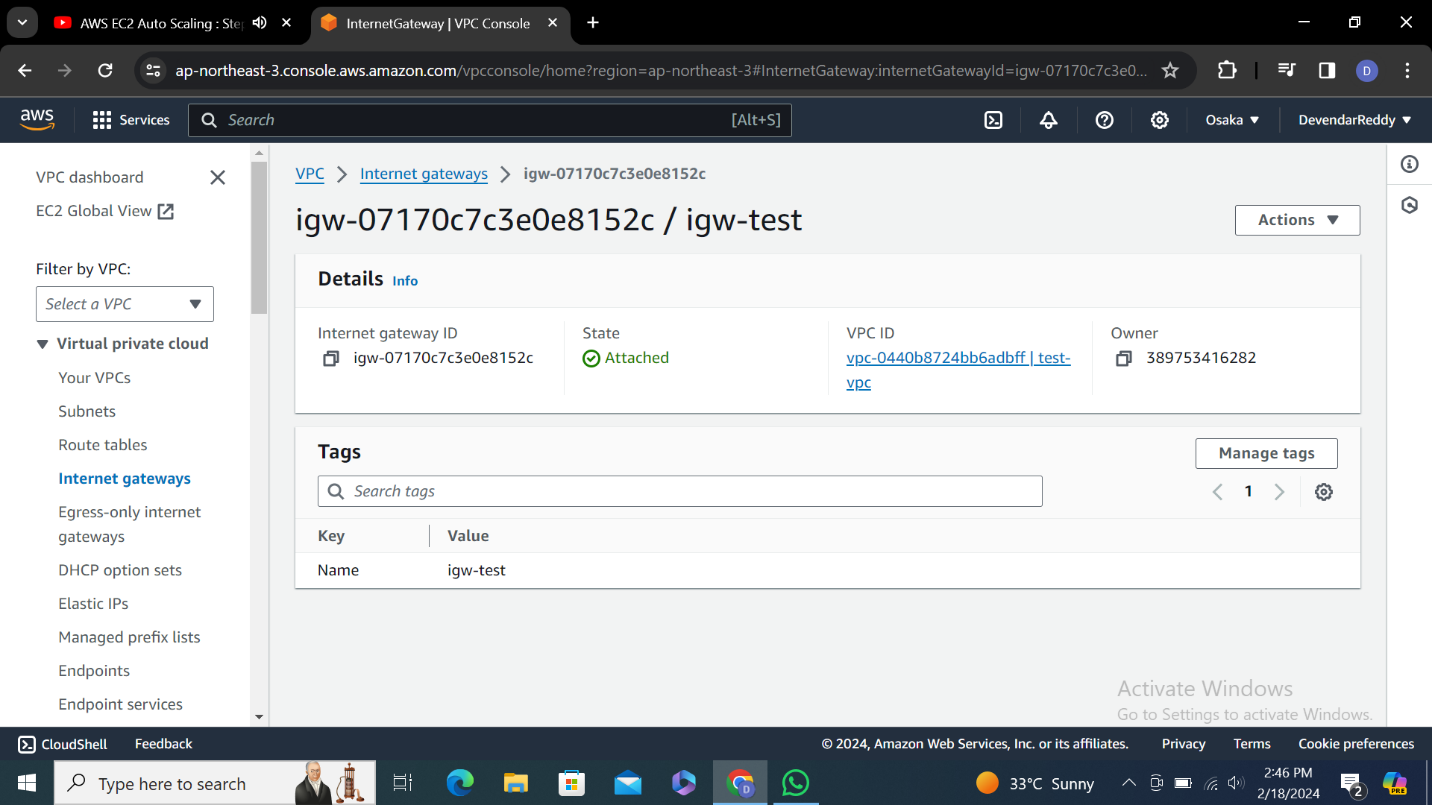 AWS EC2 Auto Scaling : Ste
InternetGateway | VPC Console
ap-northeast-3.console.aws.amazon.com/vpcconsole/home?region=ap-northeast-3#InternetGateway:internetGatewayId=igw-07170c7c3e0...
D
aws
Services
Search
[Alt+S]
Osaka
DevendarReddy
VPC dashboard
EC2 Global View
Filter by VPC:
Select a VPC
Virtual private cloud
Your VPCs
Subnets
Route tables
Internet gateways
Egress-only internet
gateways
DHCP option sets
Elastic IPs
Managed prefix lists
Endpoints
Endpoint services
VPC
Internet gateways
igw-07170c7c3e0e8152c
igw-07170c7c3e0e8152c / igw-test
Actions
Details Info
Internet gateway ID
igw-07170c7c3e0e8152c
State
Attached
VPC ID
vpc-0440b8724bb6adbff | test-
vpc
Owner
389753416282
Tags
Manage tags
Search tags
1
Key Value
Name igw-test
Activate Windows
Go to Settings to activate Windows.
CloudShell Feedback
© 2024, Amazon Web Services, Inc. or its affiliates. Privacy Terms Cookie preferences
Type here to search
D
33°C Sunny
2:46 PM
2/18/2024
2
PRE